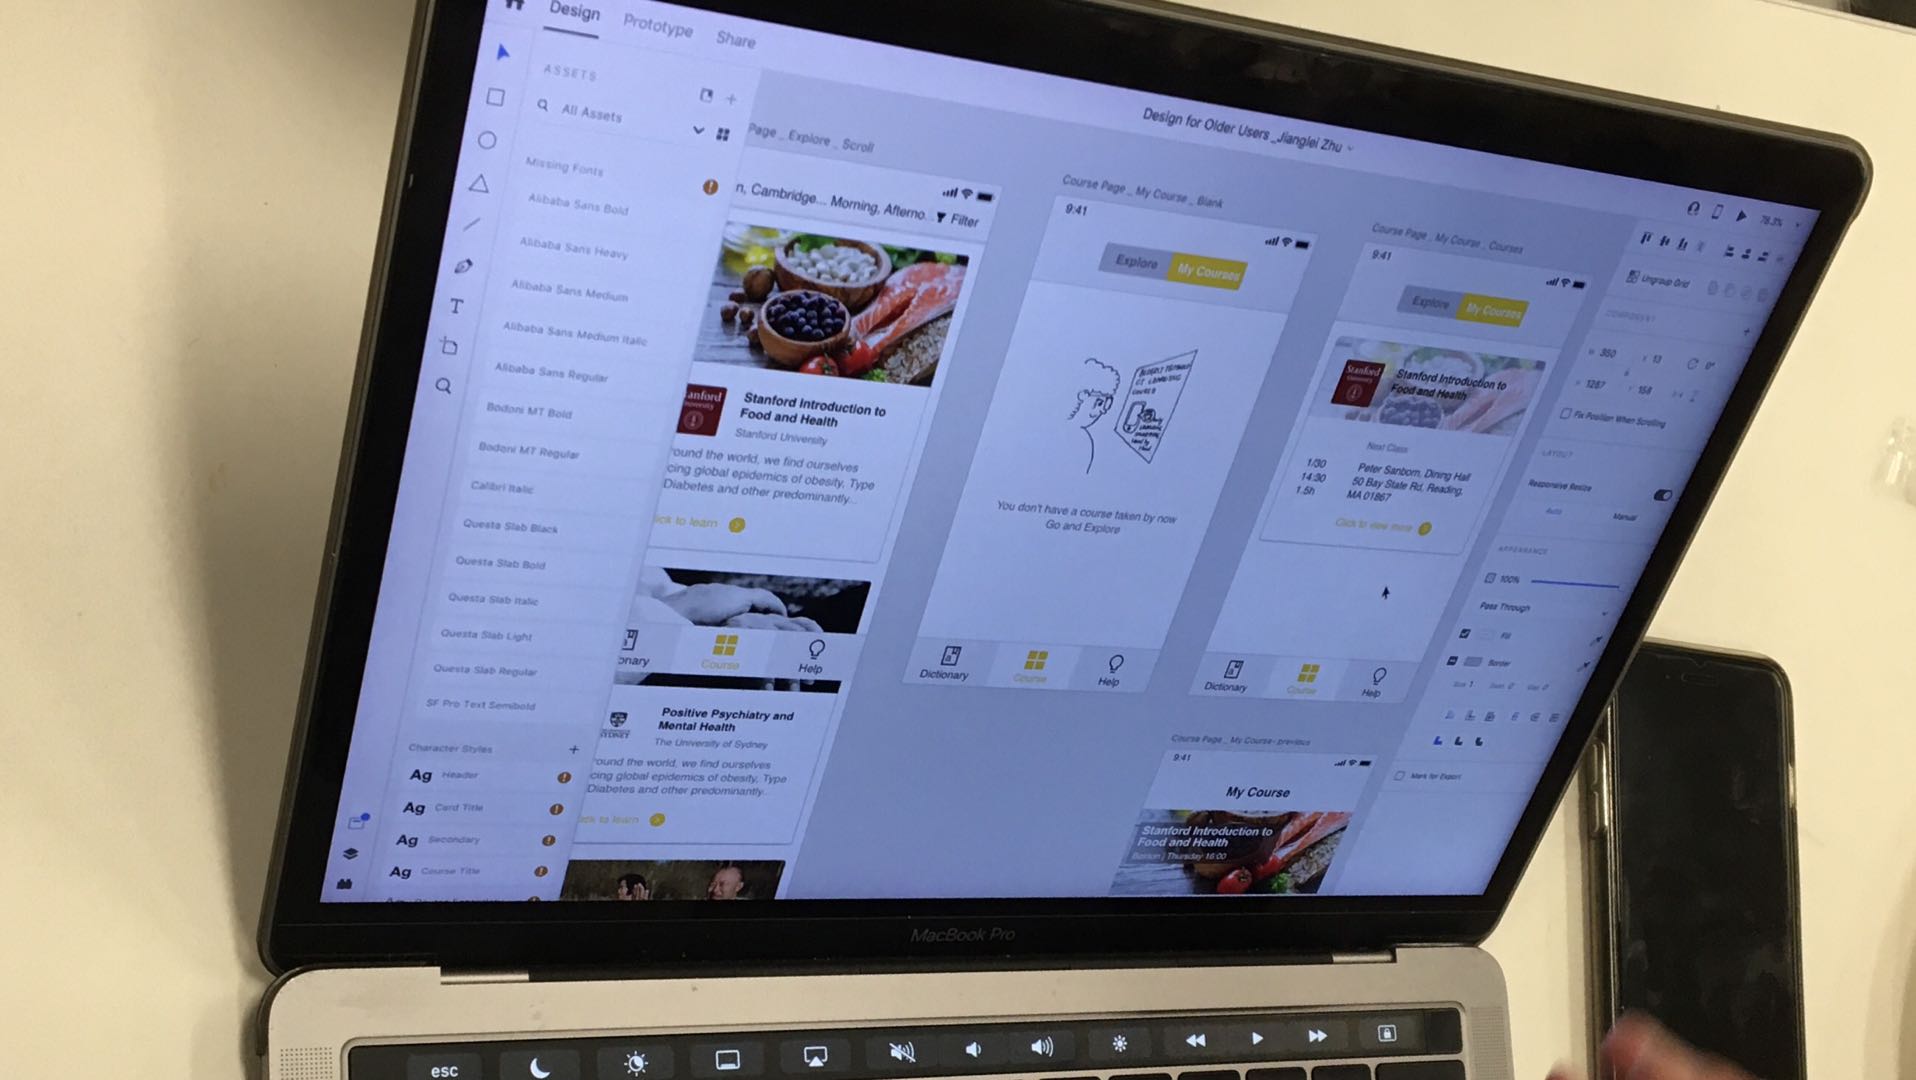 Design Prototype Share
Design for Older Users _Jianglei Zhu
78.3%
ASSETS
All Assets
Missing Fonts
Alibaba Sans Bold
Alibaba Sans Heavy
Alibaba Sans Medium
Alibaba Sans Medium Italic
Alibaba Sans Regular
Bodoni MT Bold
Bodoni MT Regular
Calibri Italic
Questa Slab Black
Questa Slab Bold
Questa Slab Italic
Questa Slab Light
Questa Slab Regular
SF Pro Text Semibold
Character Styles
Ag Header
Ag Card Title
Ag Secondary
Ag Course Title
Page _ Explore _ Scroll
n, Cambridge... Morning, Afterno... Filter
anford
University
Stanford Introduction to
Food and Health
Stanford University
round the world, we find ourselves
cing global epidemics of obesity, Type
Diabetes and other predominantly...
ick to learn
onary
Course
Help
SYDNEY
Positive Psychiatry and
Mental Health
The University of Sydney
round the world, we find ourselves
cing global epidemics of obesity, Type
Diabetes and other predominantly...
ick to learn
Course Page _ My Course _ Blank
9:41
Explore My Courses
You don't have a course taken by now
Go and Explore
Dictionary
Course
Help
Course Page _ My Course _ Courses
9:41
Explore My Courses
Stanford
University
Stanford Introduction to
Food and Health
Next Class
1/30
14:30
1.5h
Peter Sanborn, Dining Hall
50 Bay State Rd, Reading,
MA 01867
Click to view more
Dictionary
Course
Help
Course Page _ My Course- previous
9:41
My Course
Stanford Introduction to
Food and Health
Boston | Thursday 16:00
Ungroup Grid
COMPONENT
W 350 X 13 0°
H 1287 Y 158
Fix Position When Scrolling
LAYOUT
Responsive Resize
Auto Manual
APPEARANCE
100%
Pass Through
Fill
Border
Size 1
Mark for Export
MacBook Pro
esc